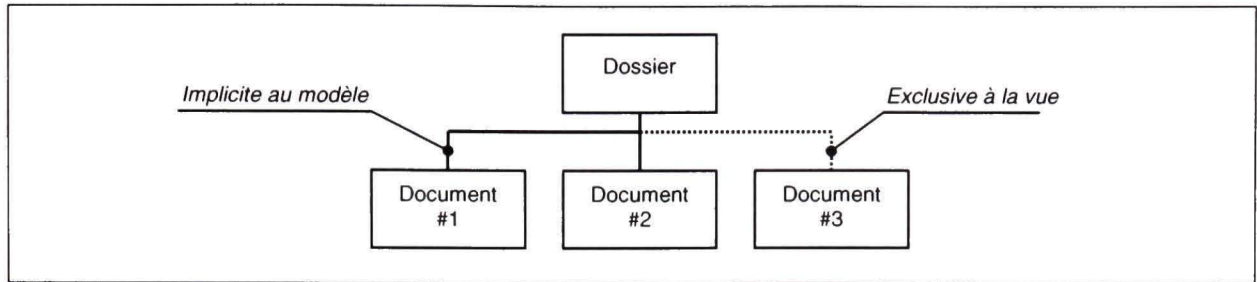 Dossier
Implicite au modèle
Exclusive à la vue
Document
#1
Document
#2
Document
#3